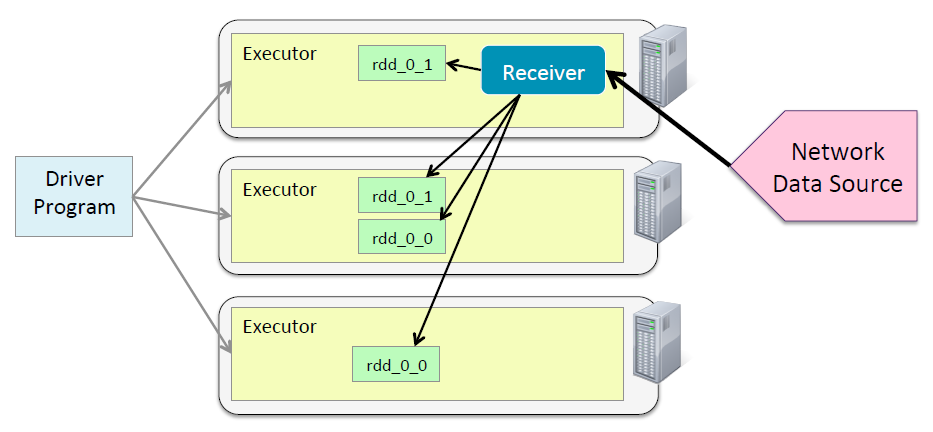 Executor
rdd_0_1
Receiver
Network
Data Source
Driver
Program
Executor
rdd_0_1
rdd_0_0
Executor
rdd_0_0